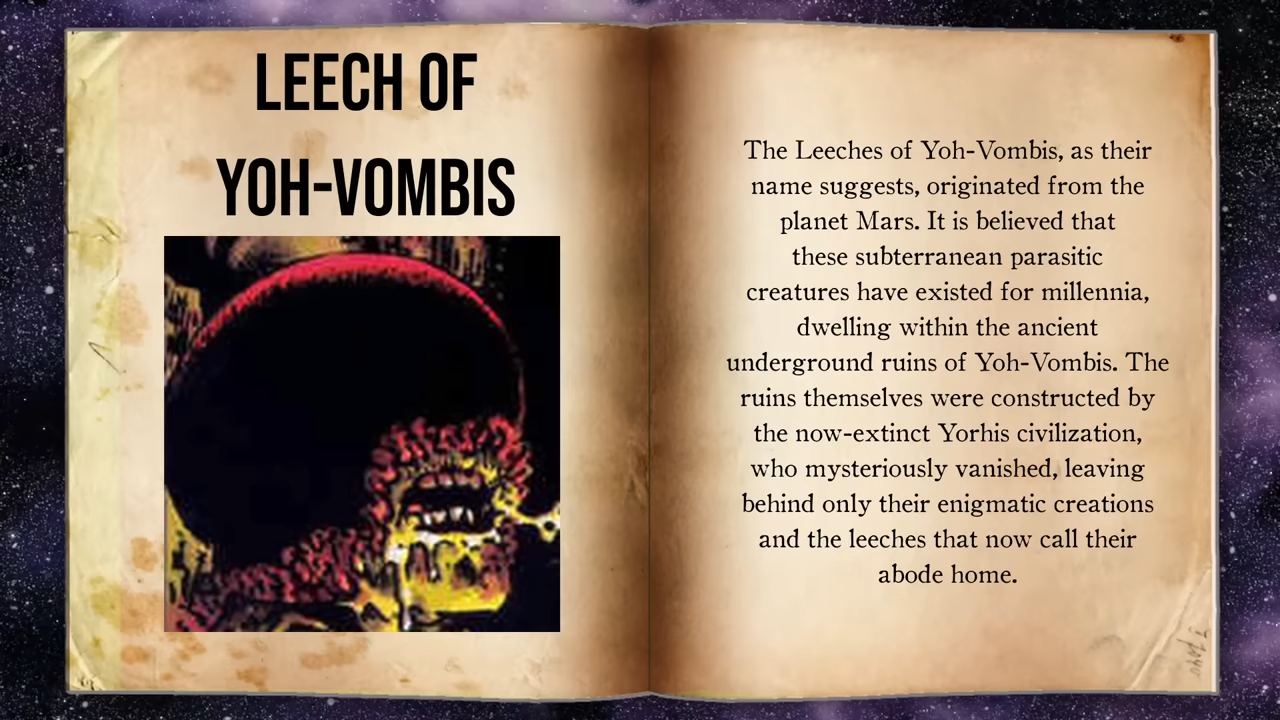 LEECH OF
YOH-VOMBIS
The Leeches of Yoh-Vombis, as their
name suggests, originated from the
planet Mars. It is believed that
these subterranean parasitic
creatures have existed for millennia,
dwelling within the ancient
underground ruins of Yoh-Vombis. The
ruins themselves were constructed by
the now-extinct Yorhis civilization,
who mysteriously vanished, leaving
behind only their enigmatic creations
and the leeches that now call their
abode home.